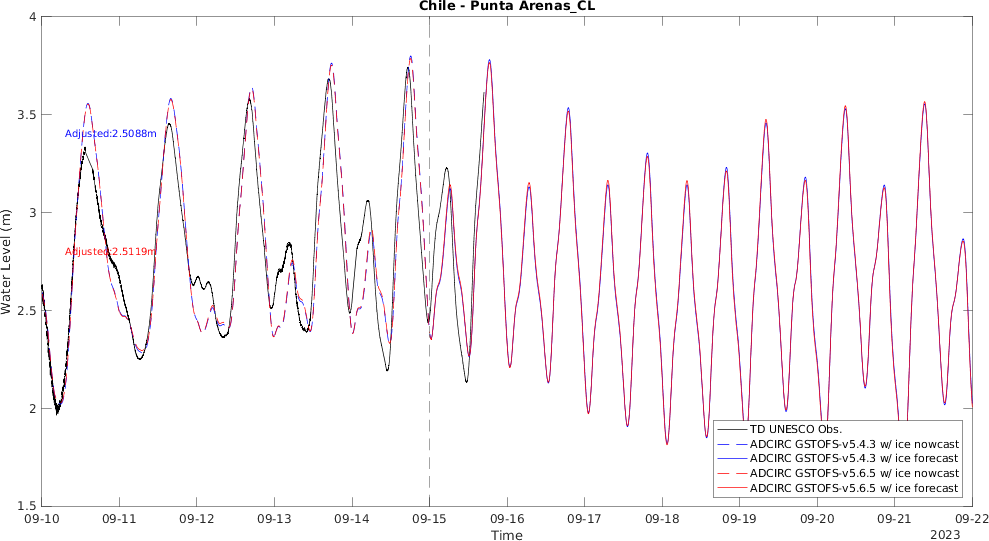 Chile - Punta Arenas_CL
4
3.5
3
2.5
2
1.5
Water Level (m)
Adjusted:2.5088m
Adjusted:2.5119m
TD UNESCO Obs.
ADCIRC GSTOFS-v5.4.3 w/ ice nowcast
ADCIRC GSTOFS-v5.4.3 w/ ice forecast
ADCIRC GSTOFS-v5.6.5 w/ ice nowcast
ADCIRC GSTOFS-v5.6.5 w/ ice forecast
09-10 09-11 09-12 09-13 09-14 09-15 09-16 09-17 09-18 09-19 09-20 09-21 09-22
Time
2023